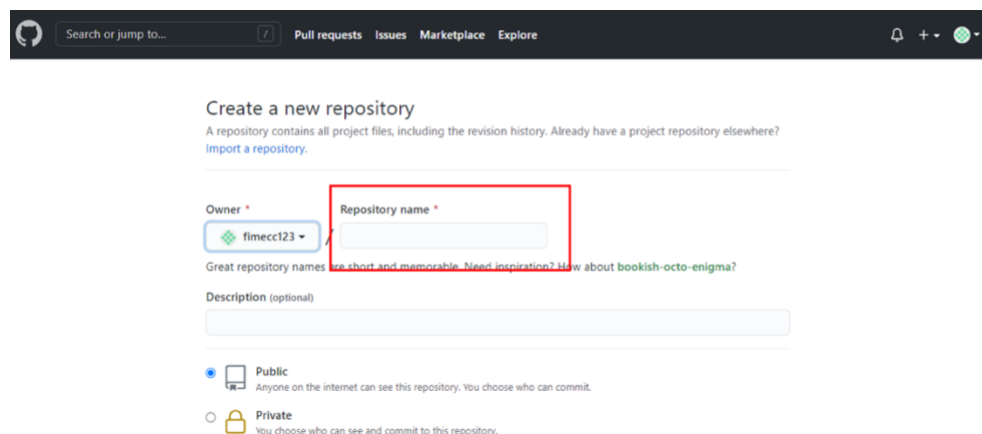 Search or jump to... /
Pull requests Issues Marketplace Explore
Create a new repository
A repository contains all project files, including the revision history. Already have a project repository elsewhere?
Import a repository.
Owner * Repository name *
fimecc123 /
Great repository names are short and memorable. Need inspiration? How about bookish-octo-enigma?
Description (optional)
Public
Anyone on the internet can see this repository. You choose who can commit.
Private
You choose who can see and commit to this repository.